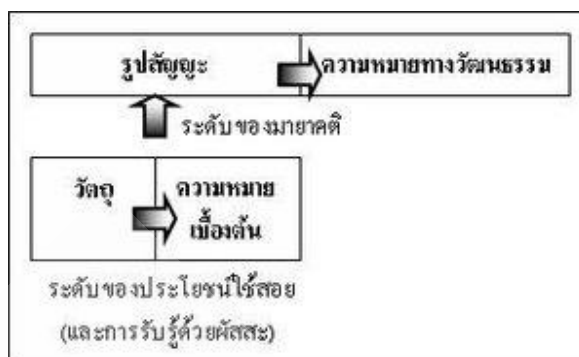 รูปสัญญะ ความหมายทางวัฒนธรรม
ระดับของมายาคติ
วัตถุ ความหมาย
เบื้องต้น
ระดับของประโยชน์ใช้สอย
(และการรับรู้ด้วยผัสสะ)